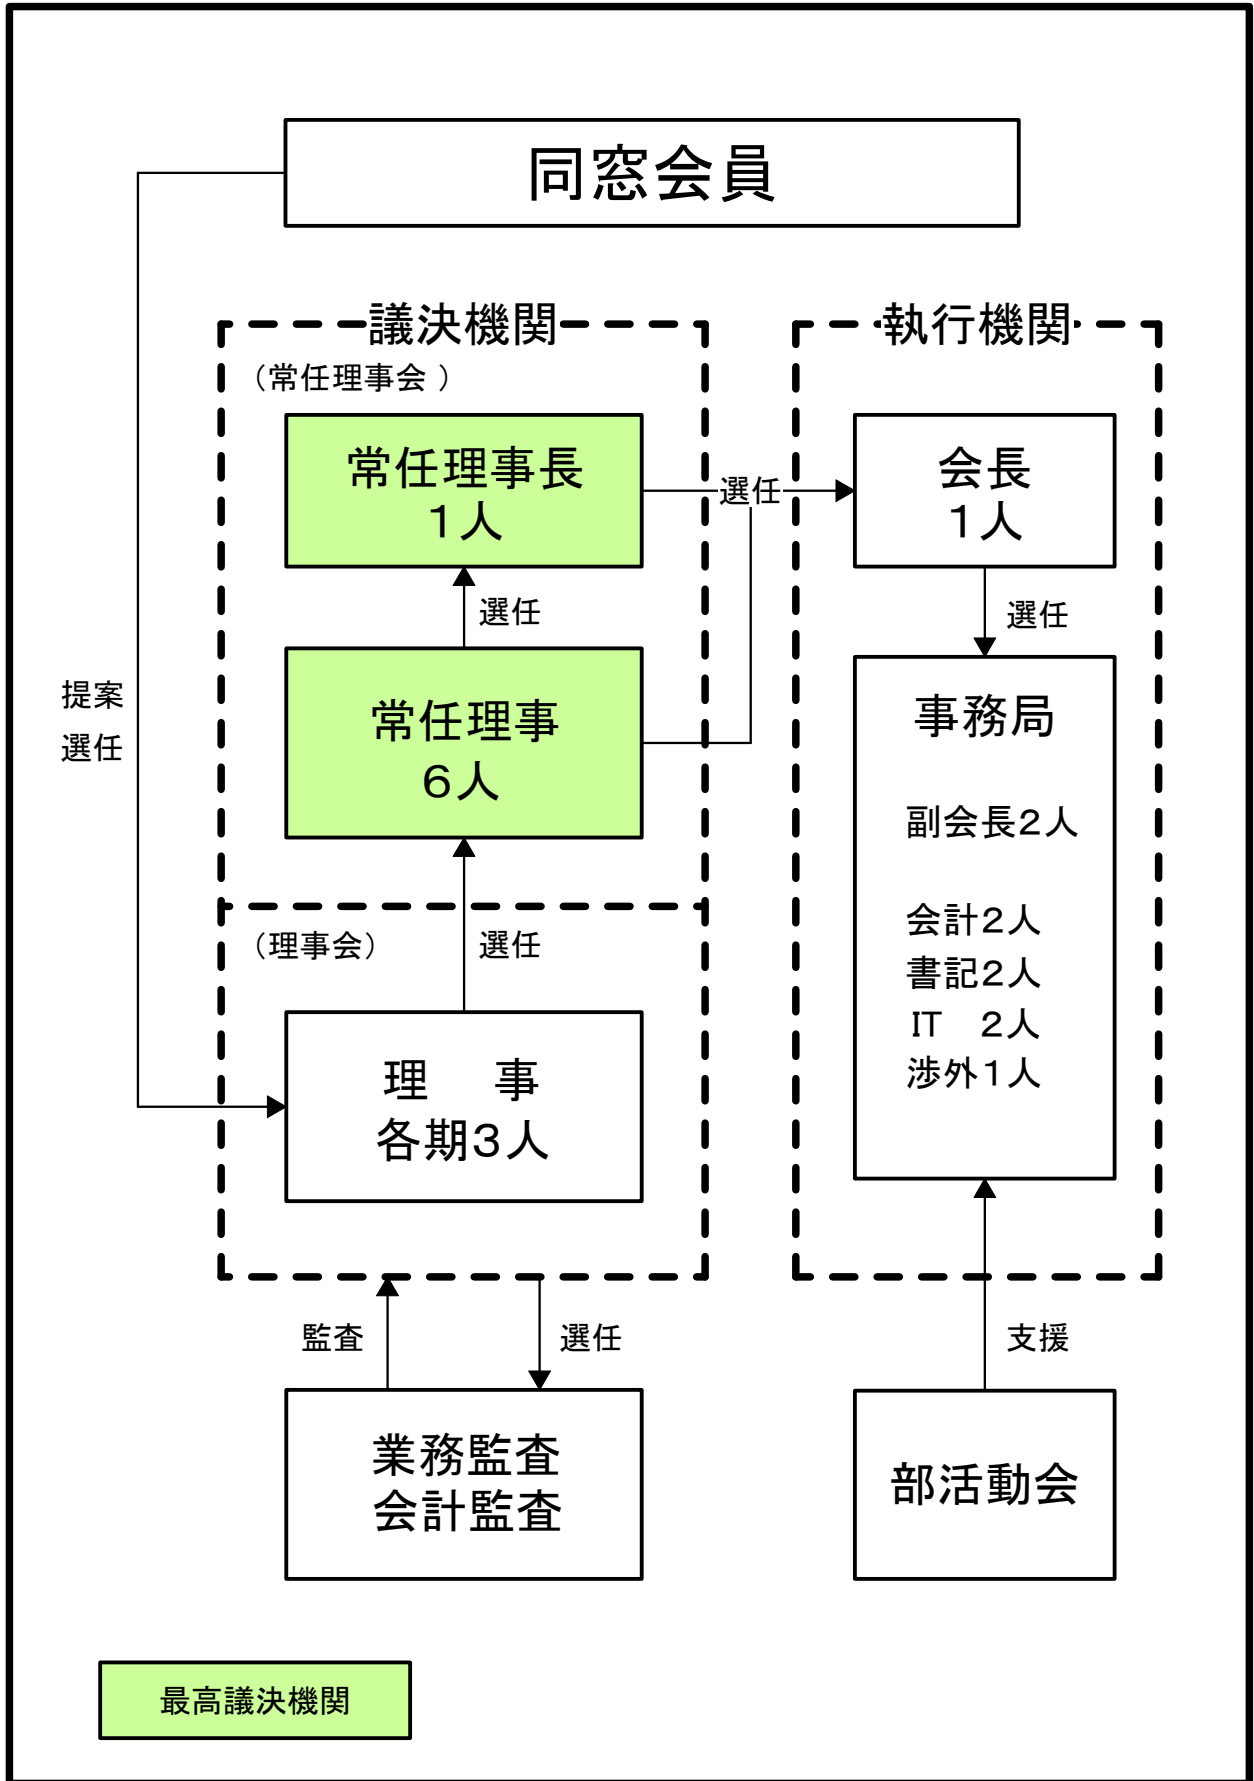 同窓会員
議決機関
(常任理事会 )
常任理事長
1人
選任
常任理事
6人
選任
(理事会)
選任
理　事
各期3人
提案
選任
執行機関
会長
1人
選任
事務局
副会長2人
会計2人
書記2人
IT　2人
渉外1人
監査
選任
支援
業務監査
会計監査
部活動会
最高議決機関